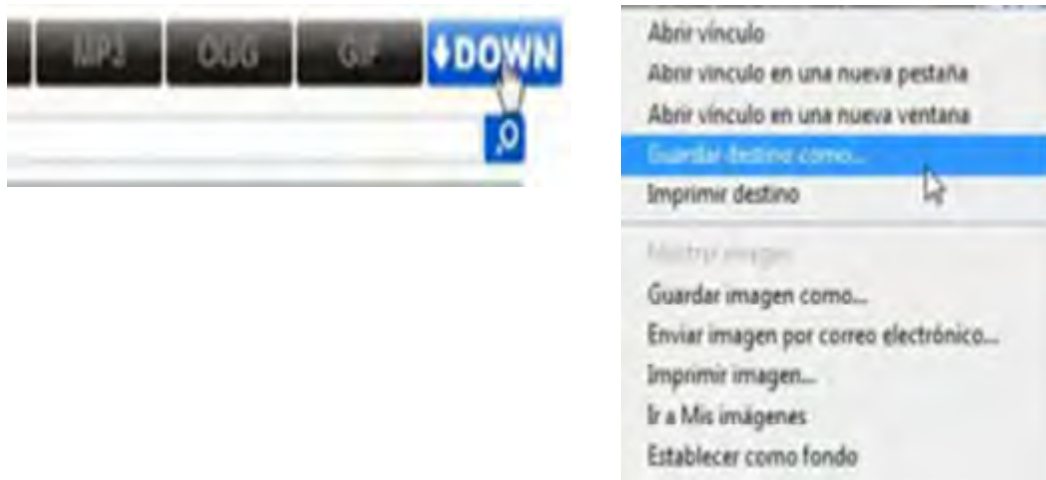 MP3 OGG GIF DOWN
Abrir vínculo
Abrir vínculo en una nueva pestaña
Abrir vínculo en una nueva ventana
Guardar destino como...
Imprimir destino
Mostrar imagen
Guardar imagen como...
Enviar imagen por correo electrónico...
Imprimir imagen...
Ir a Mis imágenes
Establecer como fondo